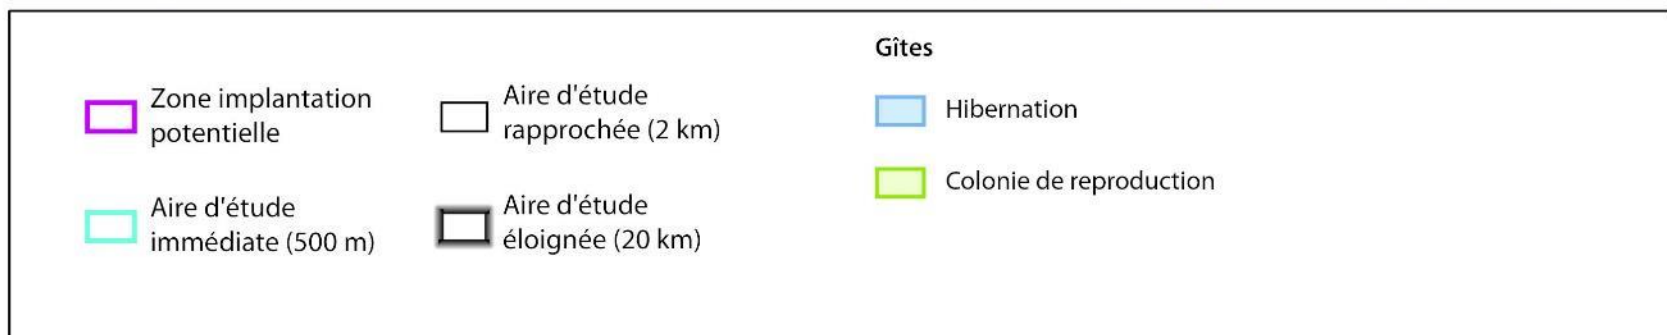 Zone implantation
potentielle
Aire d'étude
immédiate (500 m)
Aire d'étude
rapprochée (2 km)
Aire d'étude
éloignée (20 km)
Gîtes
Hibernation
Colonie de reproduction